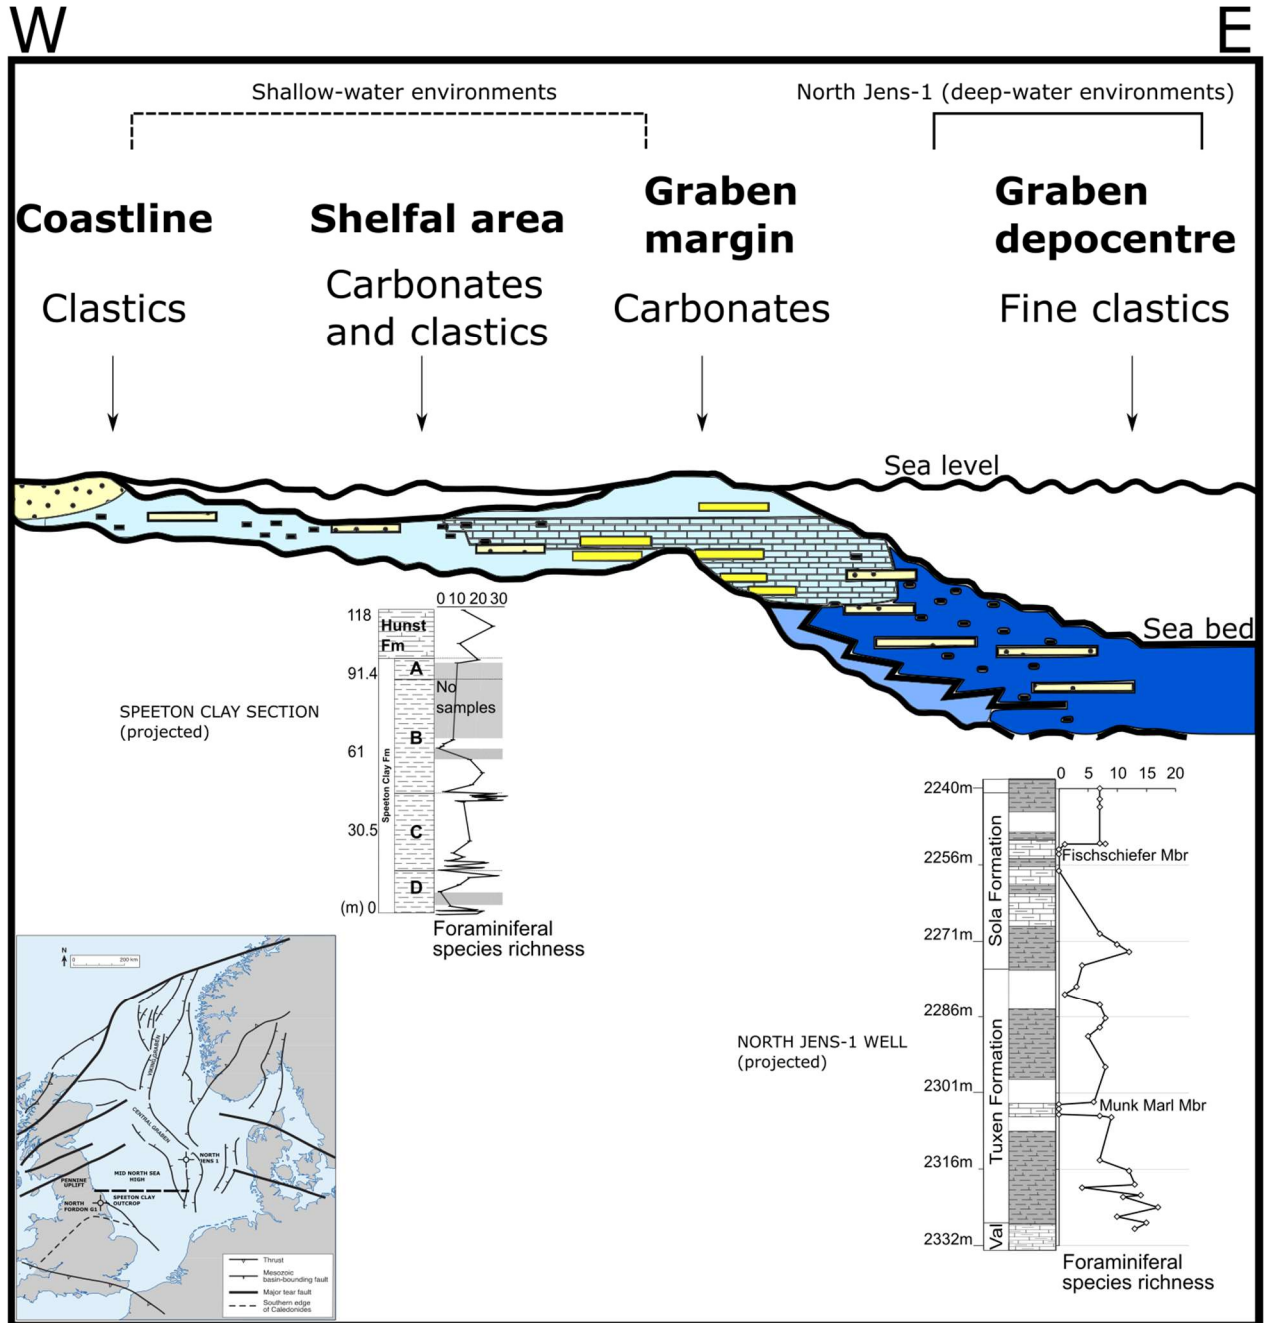 W
E
Shallow-water environments
North Jens-1 (deep-water environments)
Coastline
Shelfal area
Graben
margin
Graben
depocentre
Clastics
Carbonates
and clastics
Carbonates
Fine clastics
Sea level
Sea bed
0 10 20 30
118
Hunst
Fm
A
91.4
No
samples
SPEETON CLAY SECTION
(projected)
B
61
Speeton Clay Fm
30.5
C
D
(m) 0
Foraminiferal
species richness
0 5 10 15 20
2240m
Sola Formation
Fischschiefer Mbr
2256m
2271m
2286m
NORTH JENS-1 WELL
(projected)
Tuxen Formation
2301m
Munk Marl Mbr
2316m
Val
2332m
Foraminiferal
species richness
N
0 200 km
VIKING GRABEN
CENTRAL GRABEN
NORTH
JENS 1
MID NORTH SEA
HIGH
PENNINE
UPLIFT
SPEETON CLAY
OUTCROP
NORTH
FORDON G1
Thrust
Mesozoic
basin-bounding fault
Major tear fault
Southern edge
of Caledonides